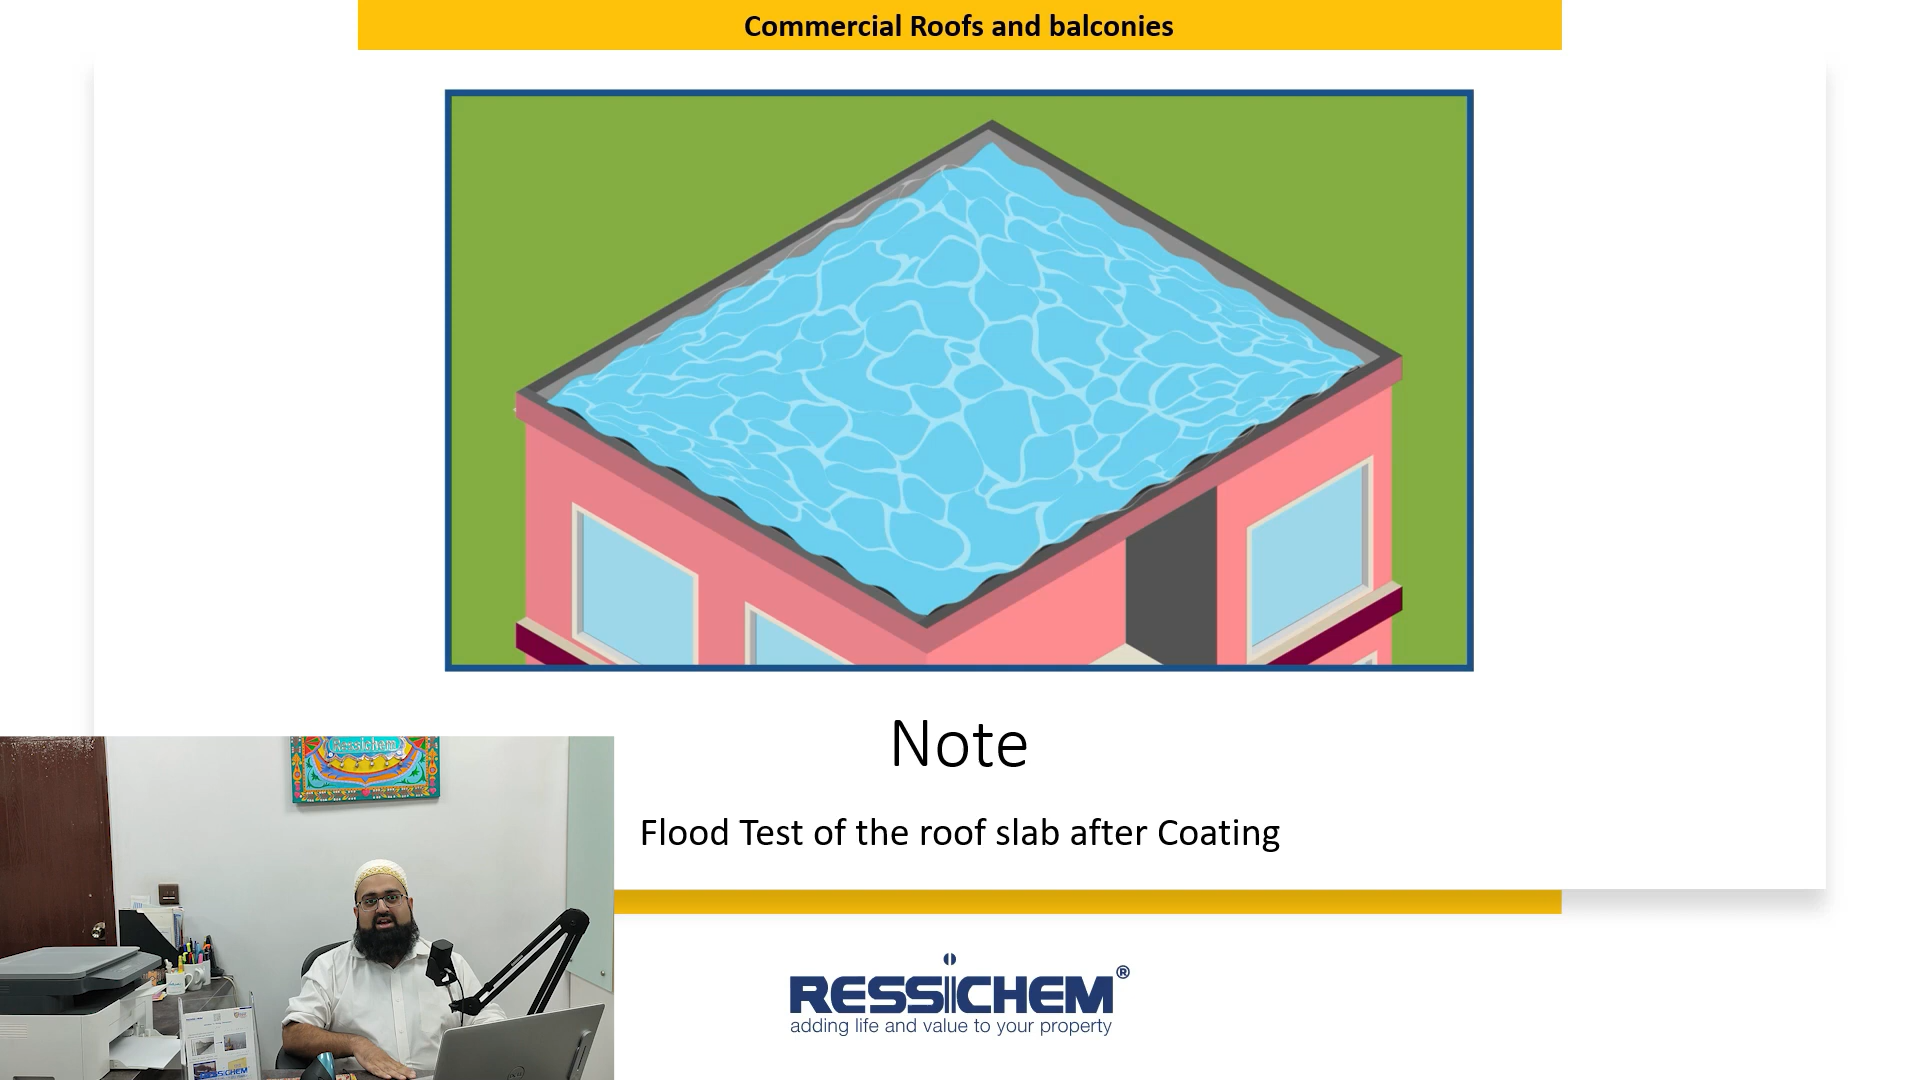 Commercial Roofs and balconies
Note
Flood Test of the roof slab after Coating
Ressichem
RESSICHEM®
adding life and value to your property